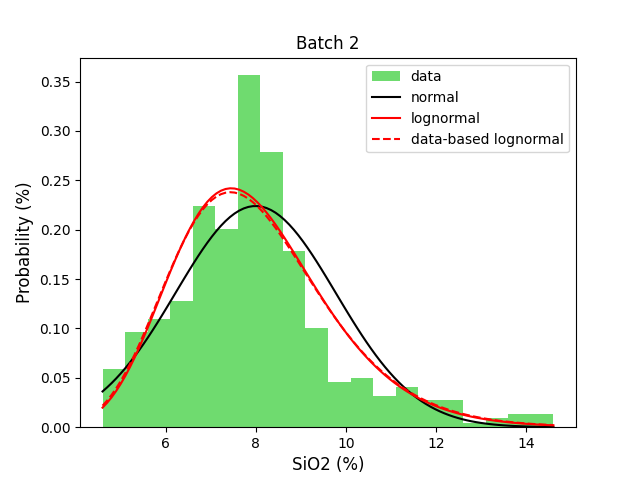 Batch 2
data
normal
lognormal
data-based lognormal
Probability (%)
0.35
0.30
0.25
0.20
0.15
0.10
0.05
0.00
6 8 10 12 14
SiO2 (%)